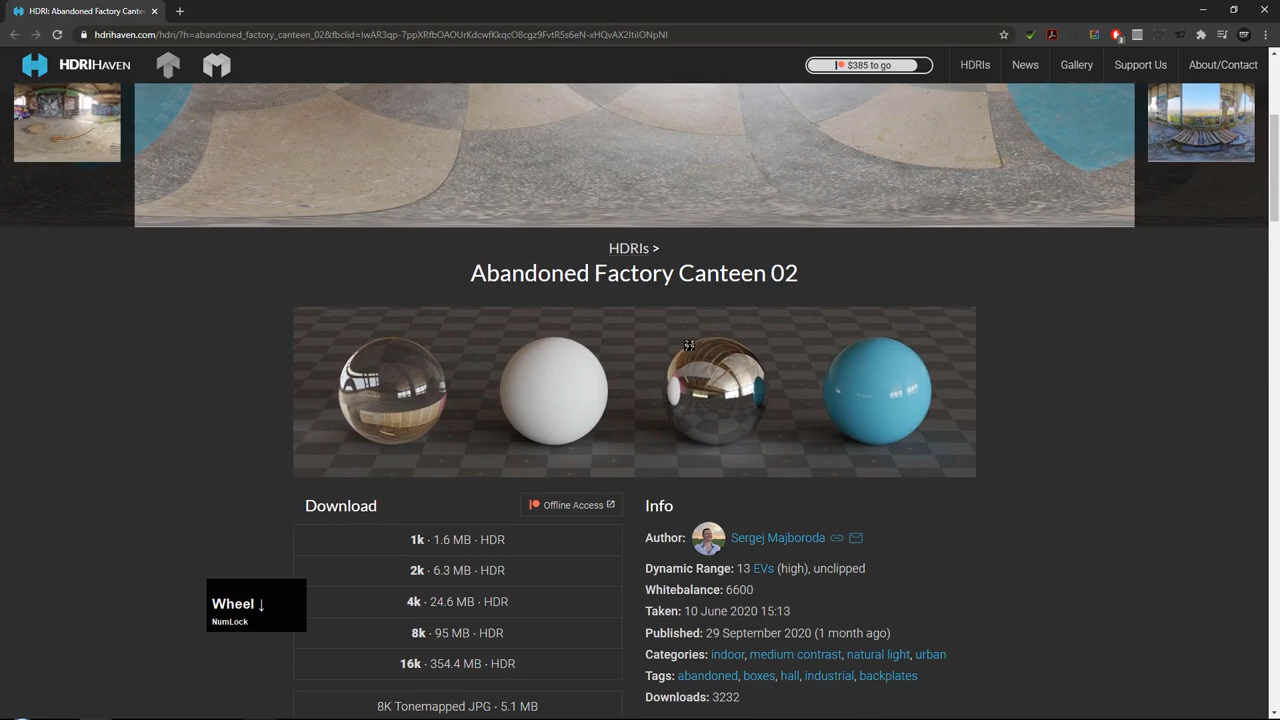 HDRI: Abandoned Factory Cante
hdrihaven.com/hdri/?h=abandoned_factory_canteen_02&fbclid=IwAR3qp-7ppXRfbOAOUrKdcwfKkqcO8cgz9FvtR5s6eN-xHQvAX2ItiIONpNI
3
HDRI HAVEN
$385 to go
HDRIs
News
Gallery
Support Us
About/Contact
HDRIs >
Abandoned Factory Canteen 02
Download
Offline Access
Info
1k · 1.6 MB · HDR
2k · 6.3 MB · HDR
4k · 24.6 MB · HDR
8k · 95 MB · HDR
16k · 354.4 MB · HDR
8K Tonemapped JPG · 5.1 MB
Author: Sergej Majboroda
Dynamic Range: 13 EVs (high), unclipped
Whitebalance: 6600
Taken: 10 June 2020 15:13
Published: 29 September 2020 (1 month ago)
Categories: indoor, medium contrast, natural light, urban
Tags: abandoned, boxes, hall, industrial, backplates
Downloads: 3232
Wheel ↓
NumLock